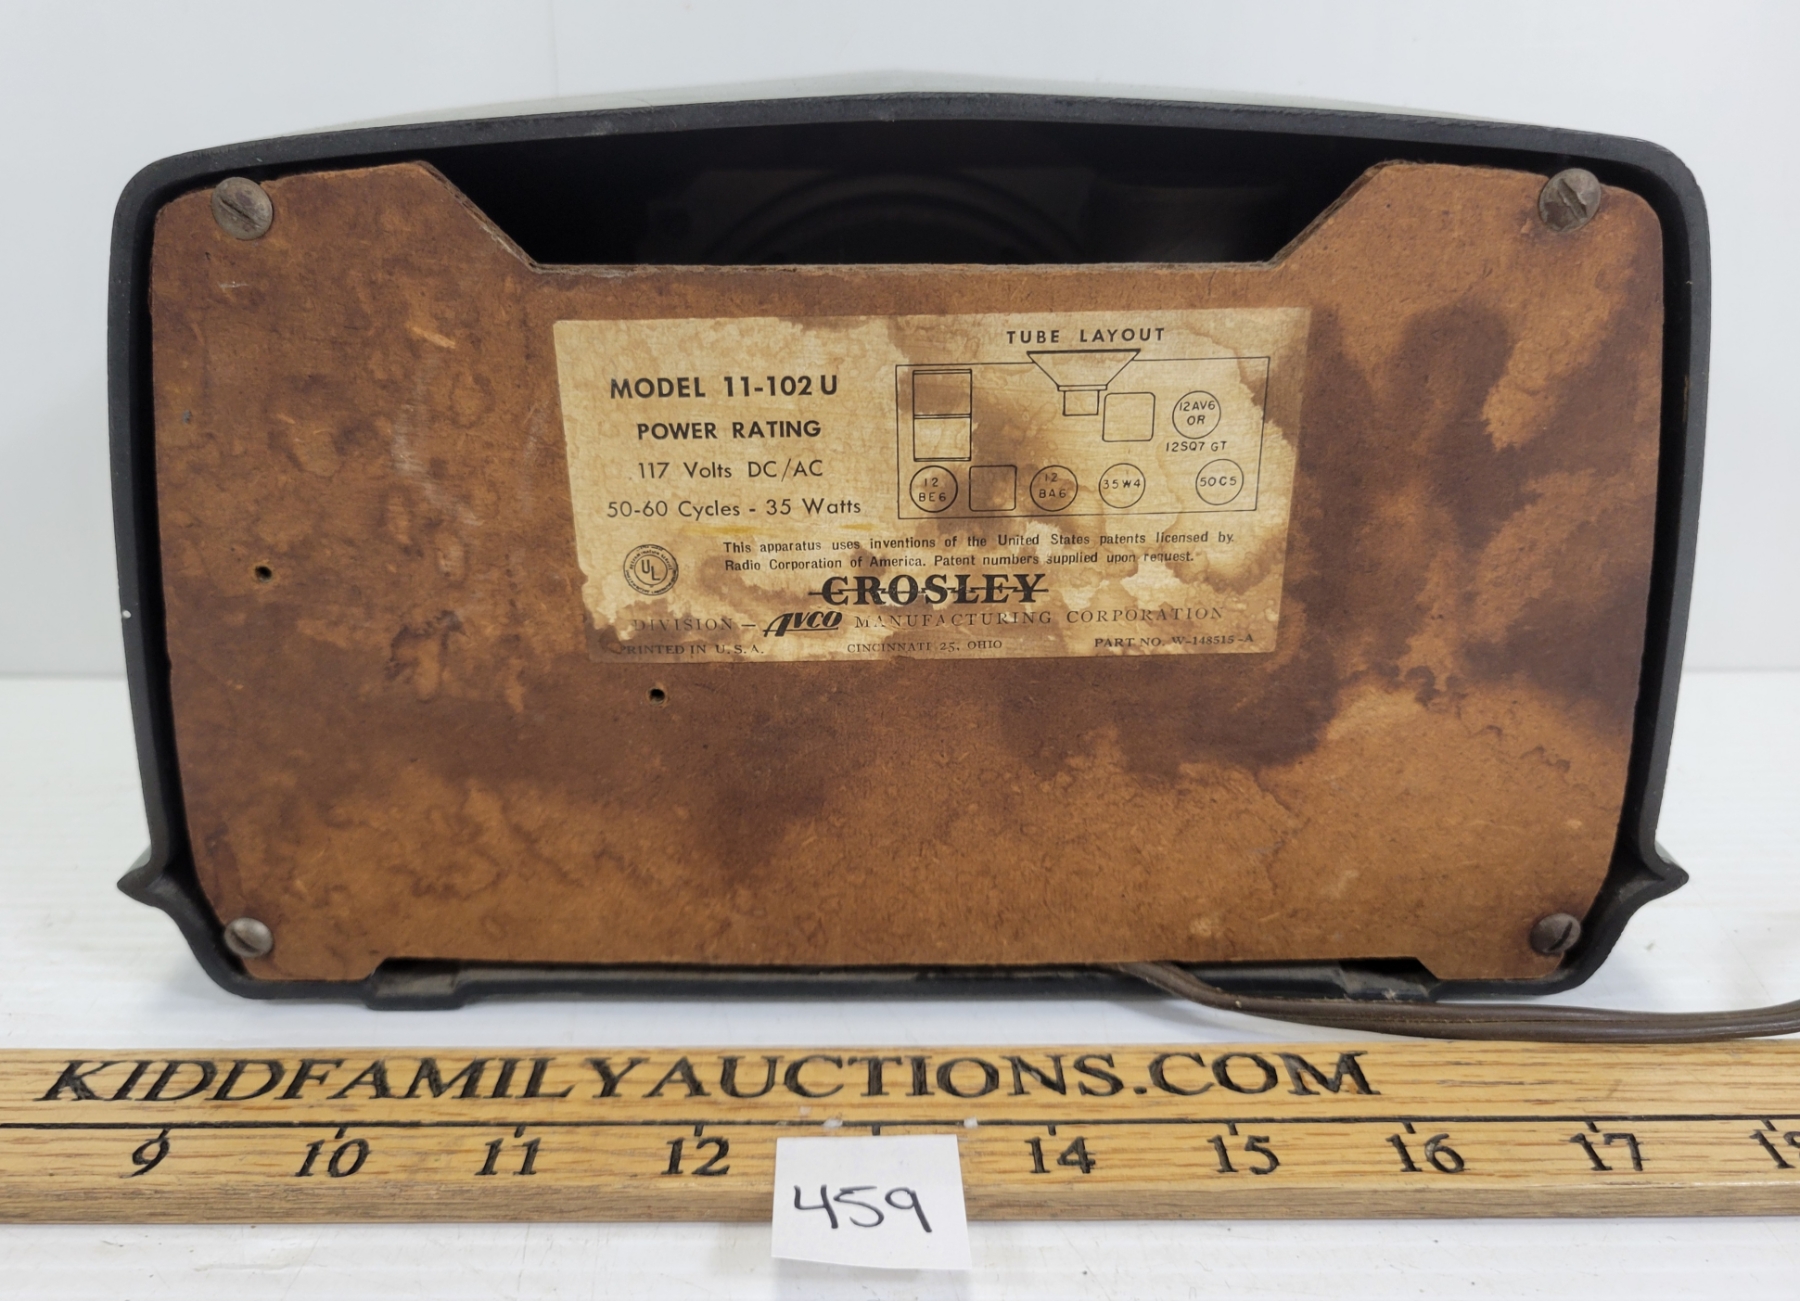 TUBE LAYOUT
MODEL 11-102 U
POWER RATING
117 Volts DC/AC
50-60 Cycles - 35 Watts
12AV6
OR
12SQ7 GT
12
BE6
12
BA6
35W4
50C5
This apparatus uses inventions of the United States patents licensed by
Radio Corporation of America. Patent numbers supplied upon request.
UL
CROSLEY
DIVISION - AVCO MANUFACTURING CORPORATION
PRINTED IN U.S.A. CINCINNATI 25, OHIO PART NO. W-148515-A
KIDDFAMILYAUCTIONS.COM
9 10 11 12 14 15 16 17 18
459